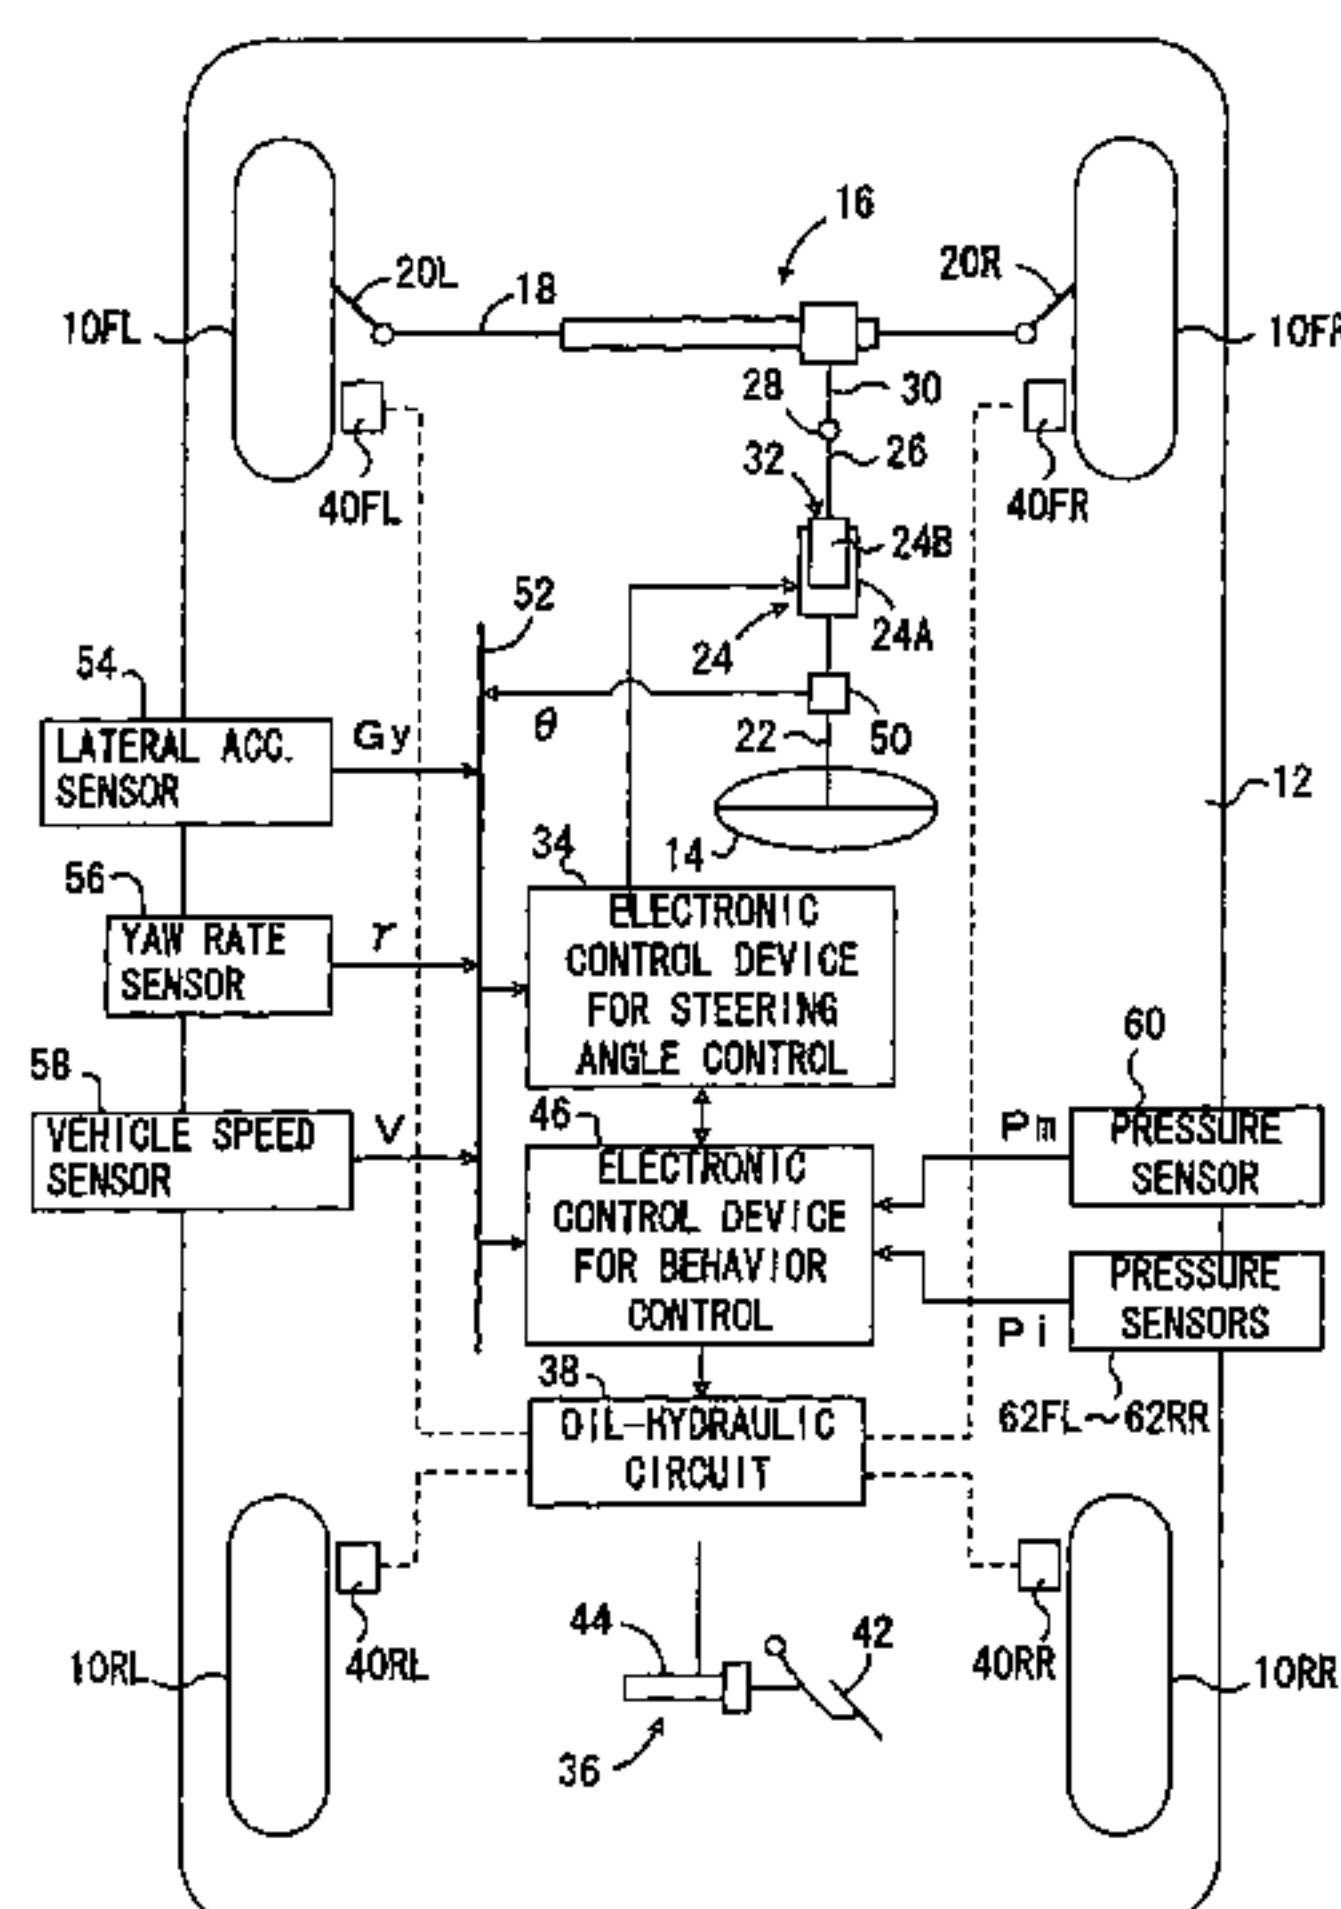 16
20L
18
20R
10FL
10FR
28
30
40FL
32
26
40FR
24B
52
24
24A
54
LATERAL ACC.
SENSOR
Gy
θ
22
50
12
14
34
56
YAW RATE
SENSOR
r
ELECTRONIC
CONTROL DEVICE
FOR STEERING
ANGLE CONTROL
58
VEHICLE SPEED
SENSOR
V
46
60
Pm
PRESSURE
SENSOR
ELECTRONIC
CONTROL DEVICE
FOR BEHAVIOR
CONTROL
PRESSURE
SENSORS
Pi
38
62FL~62RR
OIL-HYDRAULIC
CIRCUIT
10RL
40RL
44
42
40RR
10RR
36